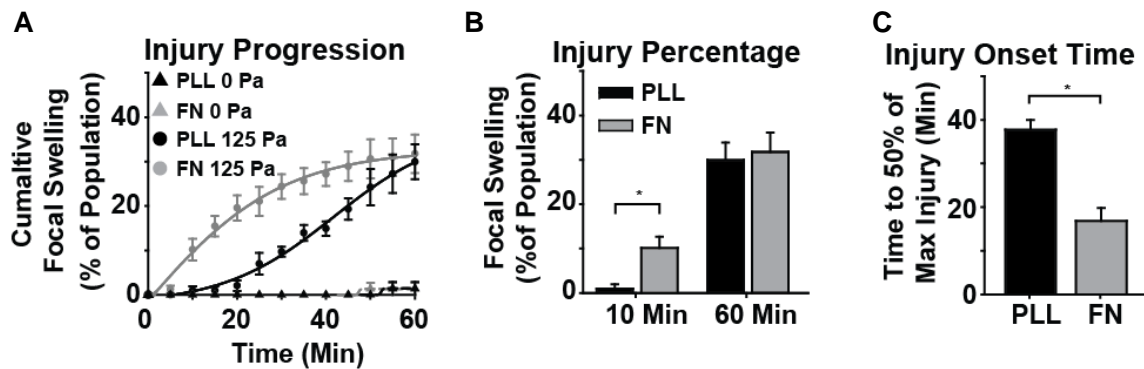 A
Injury Progression
PLL 0 Pa
FN 0 Pa
PLL 125 Pa
FN 125 Pa
Cumaltive
Focal Swelling
(% of Population)
40
20
0
0 20 40 60
Time (Min)
B
Injury Percentage
PLL
FN
Focal Swelling
(%of Population)
40
20
0
*
10 Min 60 Min
C
Injury Onset Time
Time to 50% of
Max Injury (Min)
40
20
0
*
PLL FN